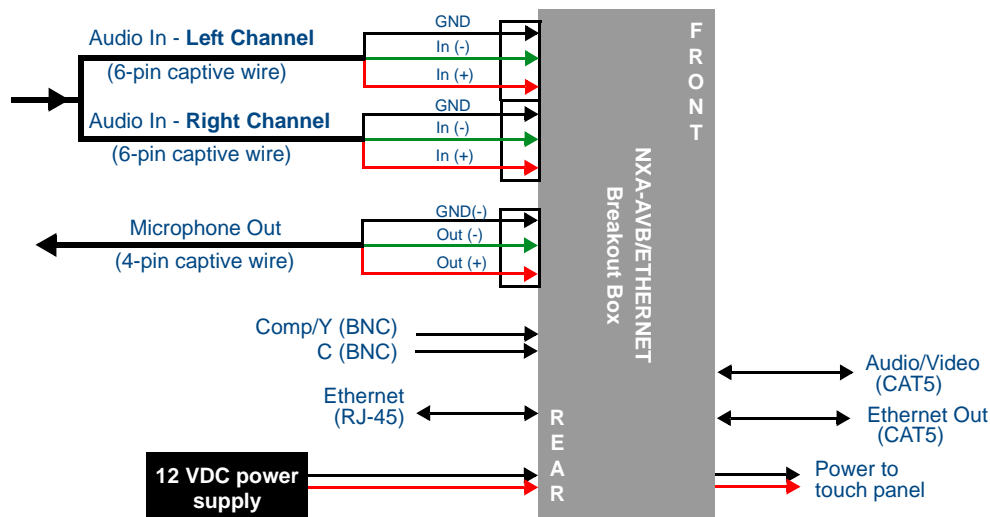 Audio In - Left Channel
(6-pin captive wire)
GND
In (-)
In (+)
Audio In - Right Channel
(6-pin captive wire)
GND
In (-)
In (+)
Microphone Out
(4-pin captive wire)
GND(-)
Out (-)
Out (+)
Comp/Y (BNC)
C (BNC)
Ethernet
(RJ-45)
12 VDC power
supply
REAR
NXA-AVB/ETHERNET
Breakout Box
FRONT
Audio/Video
(CAT5)
Ethernet Out
(CAT5)
Power to
touch panel